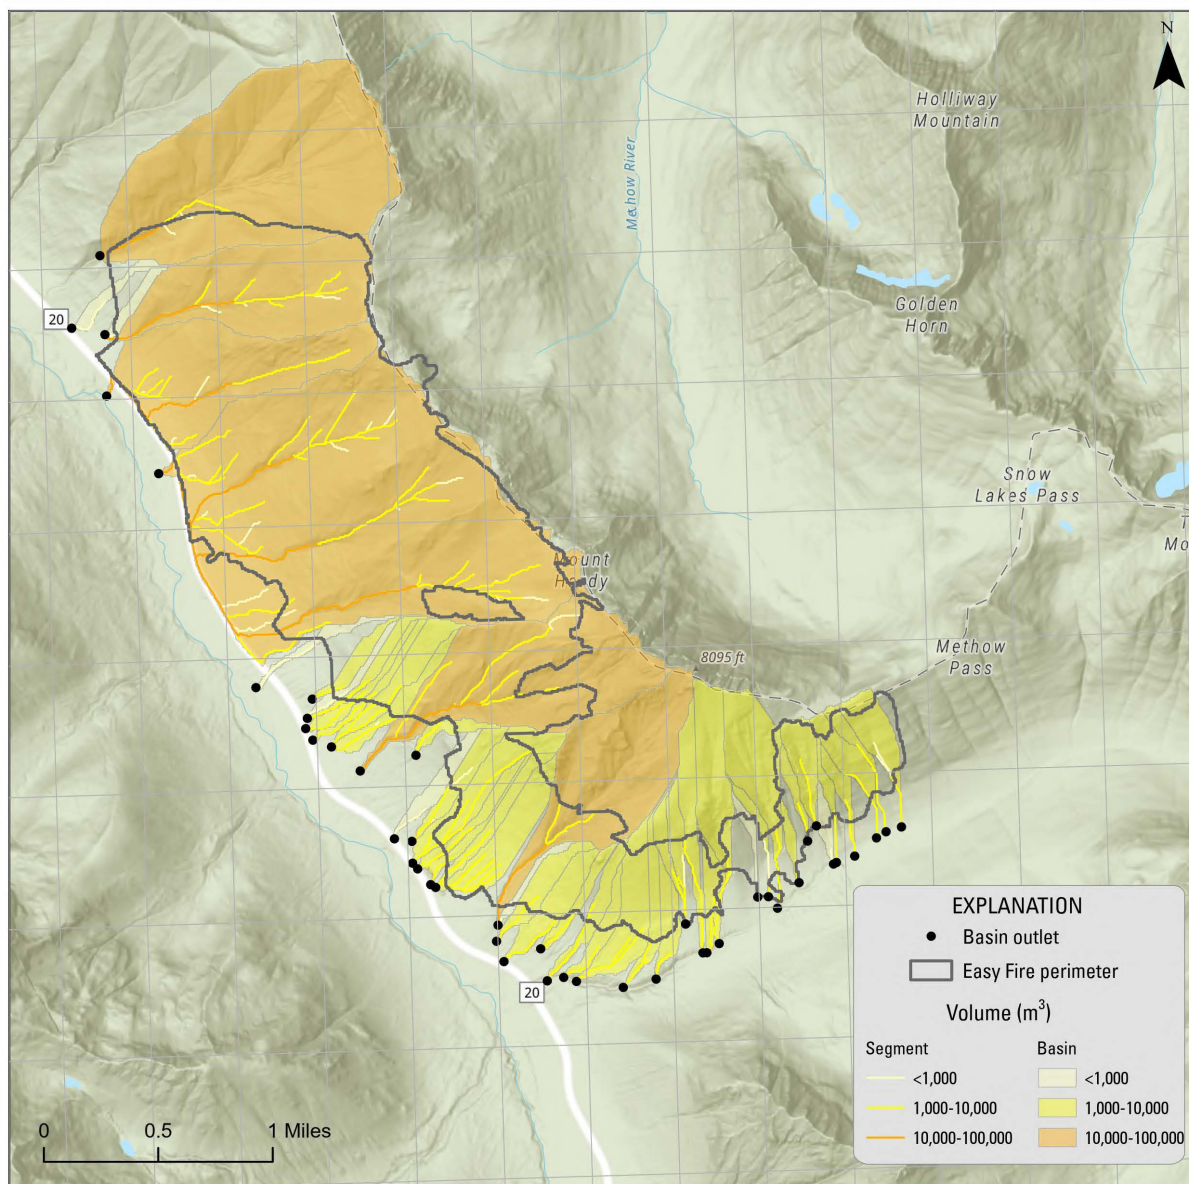 N
Holliway
Mountain
Methow River
Golden
Horn
20
Snow
Lakes Pass
T
Mo
Mount
Hardy
Methow
Pass
8095 ft
EXPLANATION
Basin outlet
Easy Fire perimeter
Volume (m³)
Segment Basin
<1,000 <1,000
1,000-10,000 1,000-10,000
10,000-100,000 10,000-100,000
20
0 0.5 1 Miles